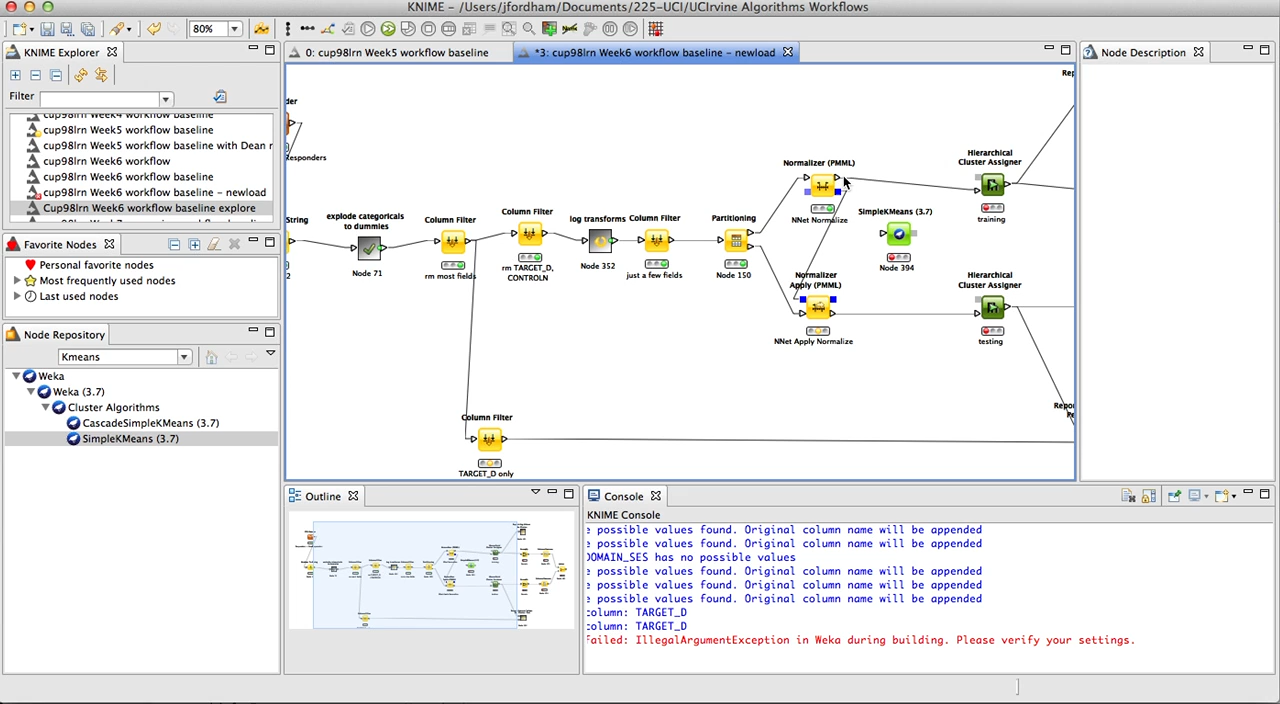 KNIME – /Users/jfordham/Documents/225-UCI/UCIrvine Algorithms Workflows
80%
KNIME Explorer
0: cup98lrn Week5 workflow baseline
*3: cup98lrn Week6 workflow baseline – newload
Node Description
Filter
cup98lrn Week4 workflow baseline
cup98lrn Week5 workflow baseline
cup98lrn Week5 workflow baseline with Dean r
cup98lrn Week6 workflow
cup98lrn Week6 workflow baseline
cup98lrn Week6 workflow baseline – newload
Cup98lrn Week6 workflow baseline explore
Favorite Nodes
Personal favorite nodes
Most frequently used nodes
Last used nodes
Node Repository
Kmeans
Weka
Weka (3.7)
Cluster Algorithms
CascadeSimpleKMeans (3.7)
SimpleKMeans (3.7)
Rep
der
Responders
String
2
explode categoricals
to dummies
Node 71
Column Filter
rm most fields
Column Filter
rm TARGET_D,
CONTROLN
log transforms
Node 352
Column Filter
just a few fields
Partitioning
Node 150
Normalizer (PMML)
NNet Normalize
SimpleKMeans (3.7)
Node 394
Hierarchical
Cluster Assigner
training
Normalizer
Apply (PMML)
NNet Apply Normalize
Hierarchical
Cluster Assigner
testing
Column Filter
TARGET_D only
Repo
Outline
Console
KNIME Console
e possible values found. Original column name will be appended
e possible values found. Original column name will be appended
DOMAIN_SES has no possible values
e possible values found. Original column name will be appended
e possible values found. Original column name will be appended
e possible values found. Original column name will be appended
column: TARGET_D
column: TARGET_D
failed: IllegalArgumentException in Weka during building. Please verify your settings.